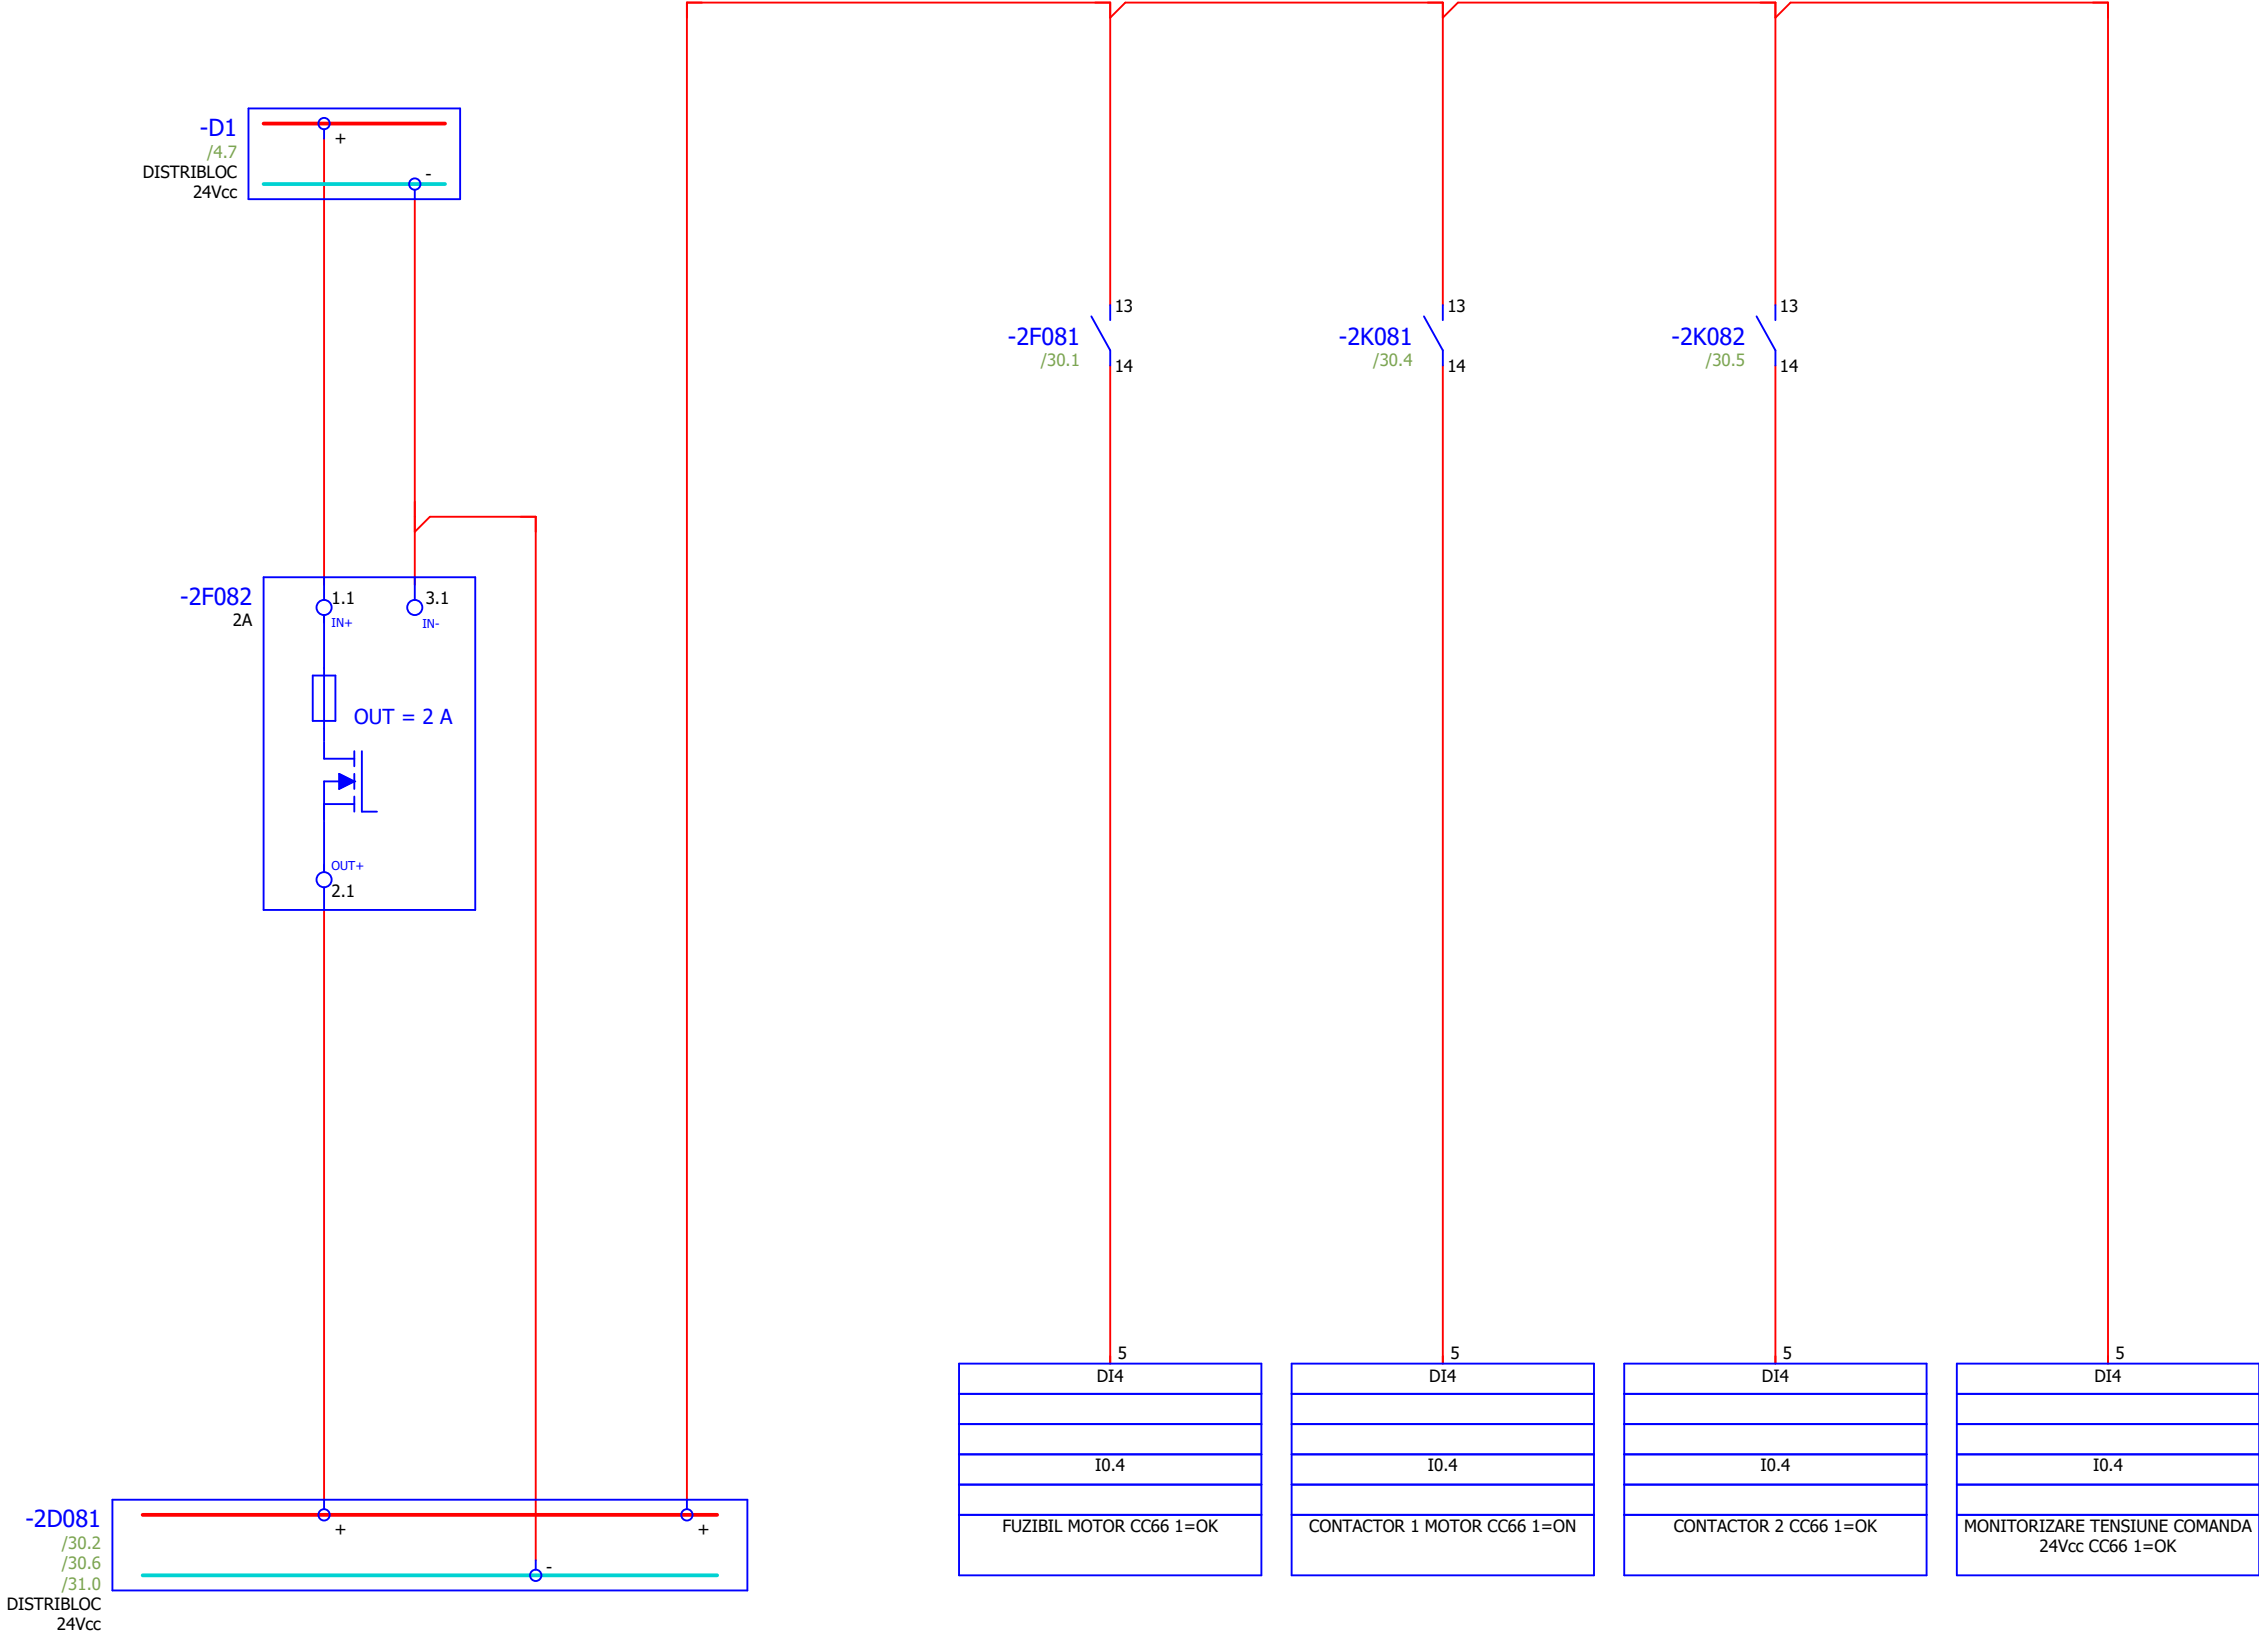 -D1
/4.7
DISTRIBLOC
24Vcc
+
-
13
-2F081
/30.1
14
13
-2K081
/30.4
14
13
-2K082
/30.5
14
-2F082
2A
1.1
IN+
3.1
IN-
OUT = 2 A
OUT+
2.1
5
DI4
I0.4
FUZIBIL MOTOR CC66 1=OK
5
DI4
I0.4
CONTACTOR 1 MOTOR CC66 1=ON
5
DI4
I0.4
CONTACTOR 2 CC66 1=OK
5
DI4
I0.4
MONITORIZARE TENSIUNE COMANDA
24Vcc CC66 1=OK
-2D081
/30.2
/30.6
/31.0
DISTRIBLOC
24Vcc
+
-
+